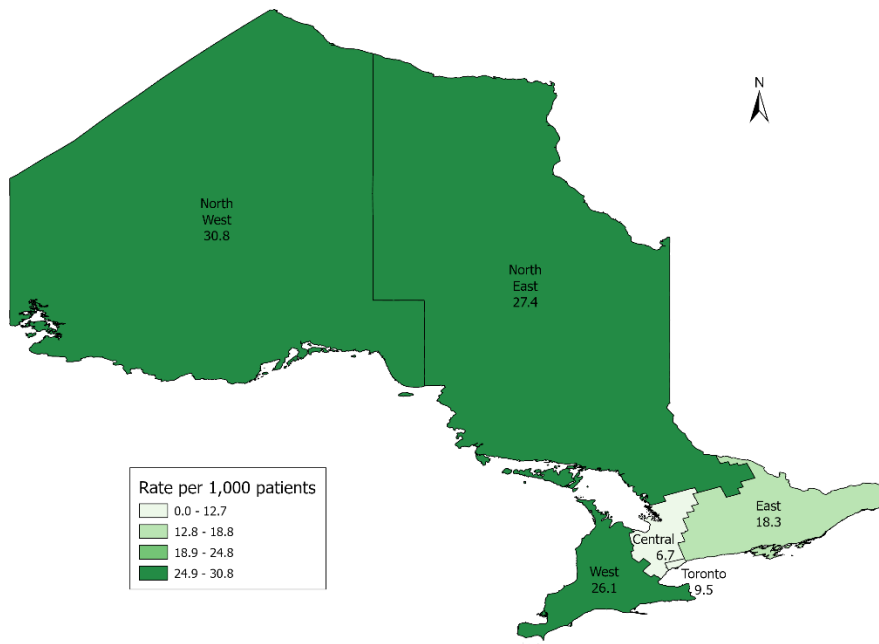 N
North
West
30.8
North
East
27.4
East
18.3
Central
6.7
Toronto
9.5
West
26.1
Rate per 1,000 patients
0.0 - 12.7
12.8 - 18.8
18.9 - 24.8
24.9 - 30.8